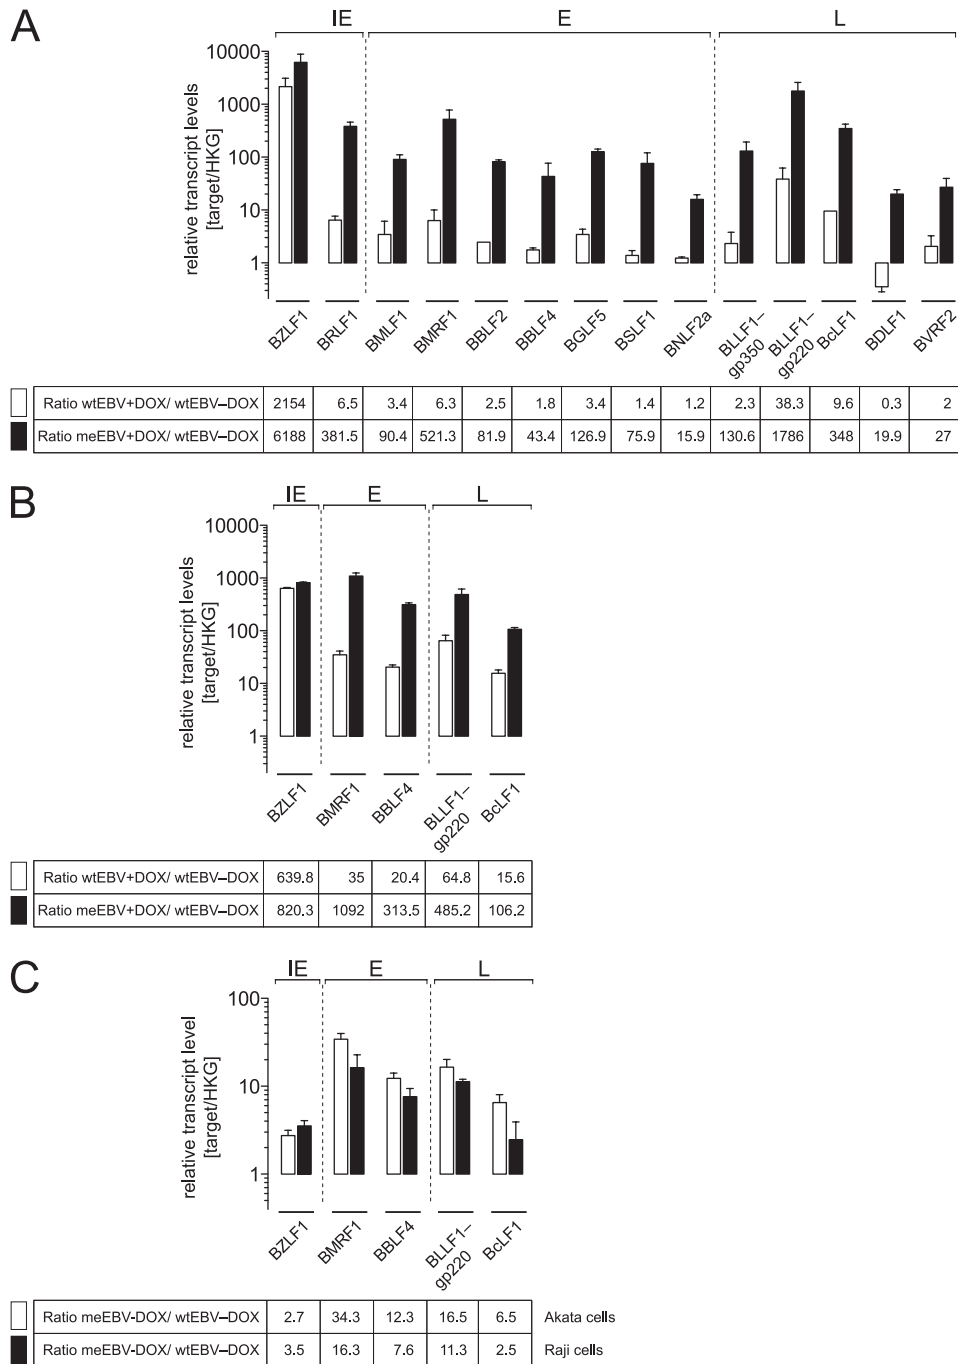 A
IE E L
10000
1000
100
10
1
relative transcript levels
[target/HKG]
BZLF1 BRLF1 BMLF1 BMRF1 BBLF2 BBLF4 BGLF5 BSLF1 BNLF2a BLLF1–gp350 BLLF1–gp220 BcLF1 BDLF1 BVRF2
Ratio wtEBV+DOX/ wtEBV–DOX 2154 6.5 3.4 6.3 2.5 1.8 3.4 1.4 1.2 2.3 38.3 9.6 0.3 2
Ratio meEBV+DOX/ wtEBV–DOX 6188 381.5 90.4 521.3 81.9 43.4 126.9 75.9 15.9 130.6 1786 348 19.9 27
B
IE E L
10000
1000
100
10
1
relative transcript levels
[target/HKG]
BZLF1 BMRF1 BBLF4 BLLF1–gp220 BcLF1
Ratio wtEBV+DOX/ wtEBV–DOX 639.8 35 20.4 64.8 15.6
Ratio meEBV+DOX/ wtEBV–DOX 820.3 1092 313.5 485.2 106.2
C
IE E L
100
10
1
relative transcript level
[target/HKG]
BZLF1 BMRF1 BBLF4 BLLF1–gp220 BcLF1
Ratio meEBV-DOX/ wtEBV–DOX 2.7 34.3 12.3 16.5 6.5 Akata cells
Ratio meEBV-DOX/ wtEBV–DOX 3.5 16.3 7.6 11.3 2.5 Raji cells